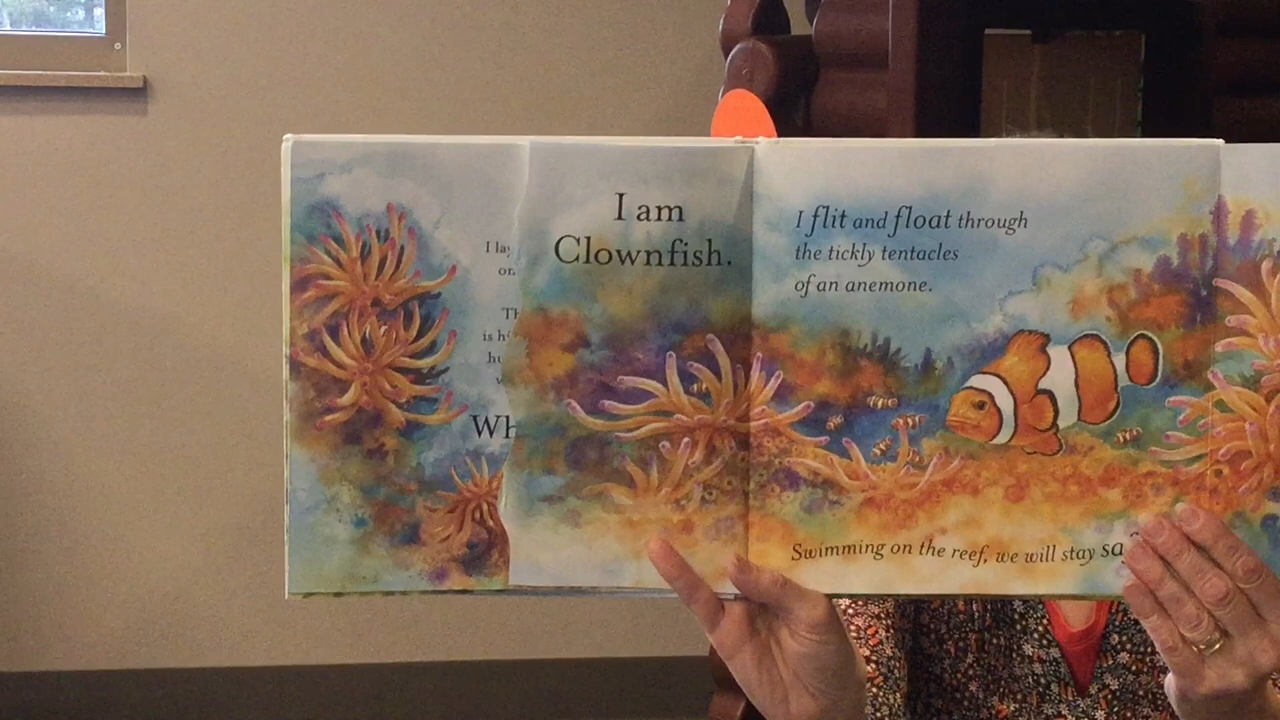 I am
Clownfish.
I flit and float through
the tickly tentacles
of an anemone.
Swimming on the reef, we will stay
I
is